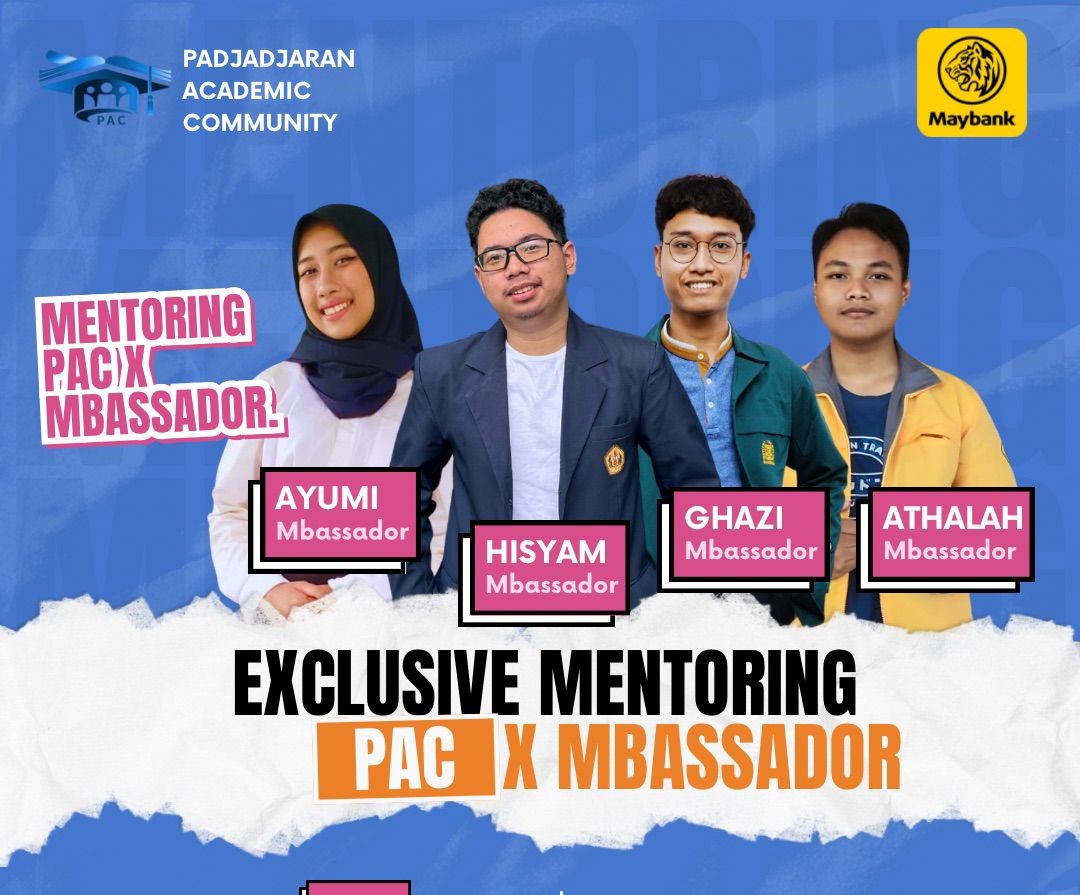 PADJADJARAN
ACADEMIC
COMMUNITY
PAC
Maybank
MENTORING
PAC X
MBASSADOR.
AYUMI
Mbassador
HISYAM
Mbassador
GHAZI
Mbassador
ATHALAH
Mbassador
EXCLUSIVE MENTORING
PAC X MBASSADOR
MENTORING